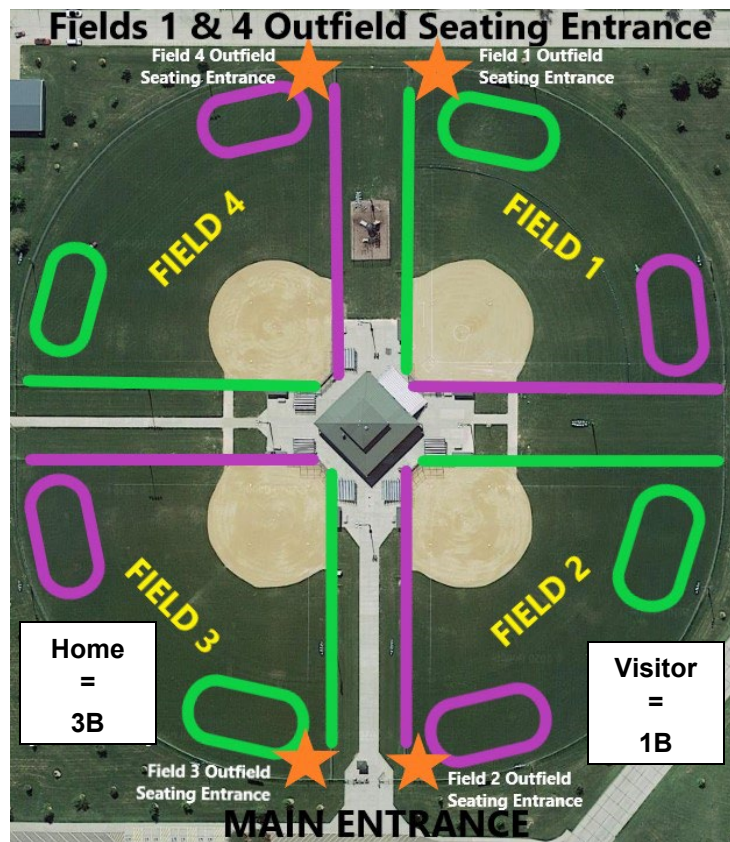 Fields 1 & 4 Outfield Seating Entrance
Field 4 Outfield
Seating Entrance
Field 1 Outfield
Seating Entrance
FIELD 4
FIELD 1
FIELD 3
FIELD 2
Home
=
3B
Visitor
=
1B
Field 3 Outfield
Seating Entrance
Field 2 Outfield
Seating Entrance
MAIN ENTRANCE